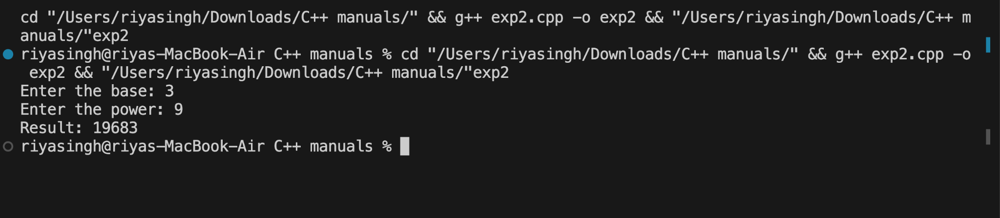 cd "/Users/riyasingh/Downloads/C++ manuals/" && g++ exp2.cpp -o exp2 && "/Users/riyasingh/Downloads/C++ m
anuals/"exp2
riyasingh@riyas-MacBook-Air C++ manuals % cd "/Users/riyasingh/Downloads/C++ manuals/" && g++ exp2.cpp -o
 exp2 && "/Users/riyasingh/Downloads/C++ manuals/"exp2
Enter the base: 3
Enter the power: 9
Result: 19683
riyasingh@riyas-MacBook-Air C++ manuals %